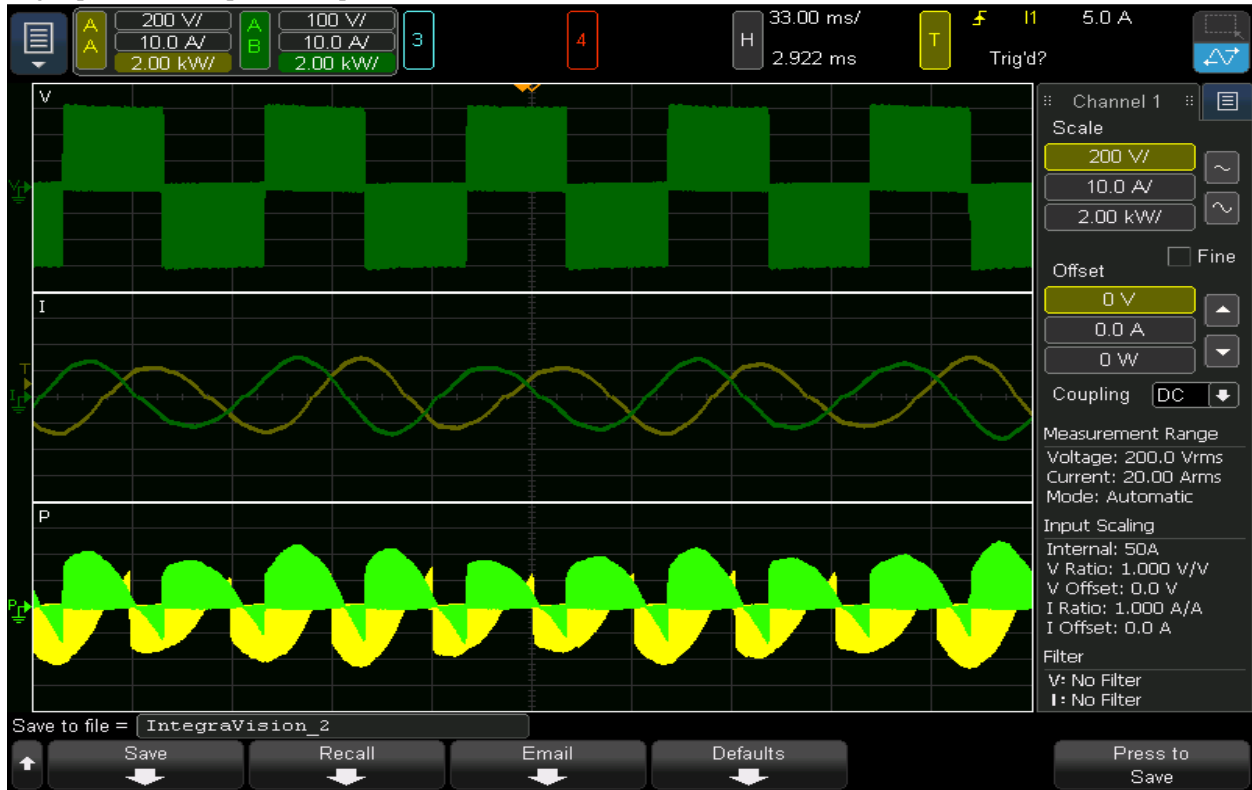 A
A
200 V/
10.0 A/
2.00 kW/
A
B
100 V/
10.0 A/
2.00 kW/
3
4
H
33.00 ms/
2.922 ms
T
I1
5.0 A
Trig'd?
V
V
T
I
I
P
P
Channel 1
Scale
200 V/
10.0 A/
2.00 kW/
Fine
Offset
0 V
0.0 A
0 W
Coupling DC
Measurement Range
Voltage: 200.0 Vrms
Current: 20.00 Arms
Mode: Automatic
Input Scaling
Internal: 50A
V Ratio: 1.000 V/V
V Offset: 0.0 V
I Ratio: 1.000 A/A
I Offset: 0.0 A
Filter
V: No Filter
I: No Filter
Save to file = IntegraVision_2
Save
Recall
Email
Defaults
Press to
Save